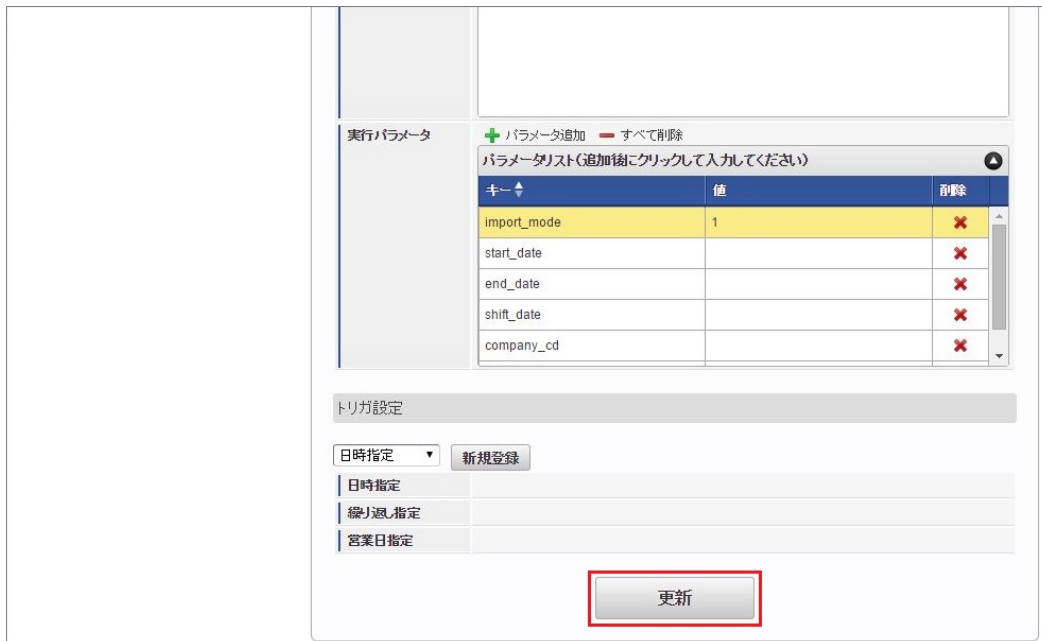 実行パラメータ
パラメータ追加 すべて削除
パラメータリスト(追加後にクリックして入力してください)
キー 値 削除
import_mode 1
start_date
end_date
shift_date
company_cd
トリガ設定
日時指定 新規登録
日時指定
繰り返し指定
営業日指定
更新